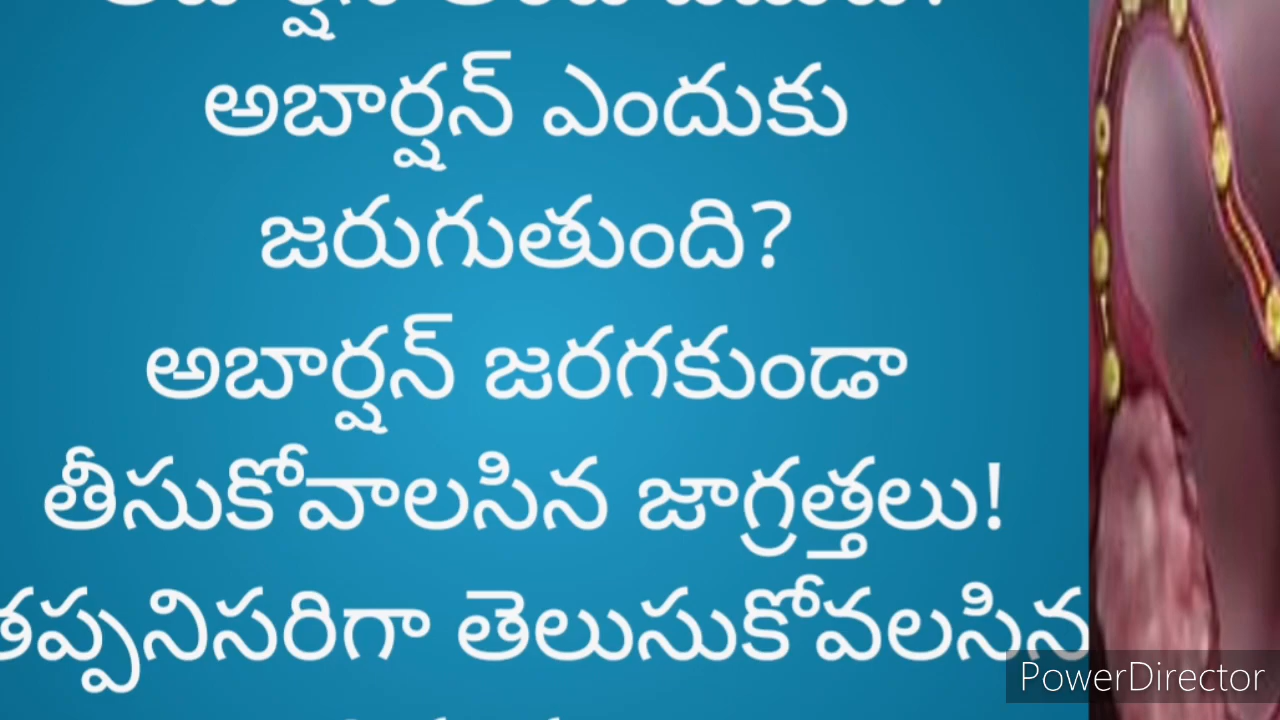 అబార్షన్ ఎందుకు
జరుగుతుంది?
అబార్షన్ జరగకుండా
తీసుకోవాలసిన జాగ్రత్తలు!
తప్పనిసరిగా తెలుసుకోవలసిన
PowerDirector